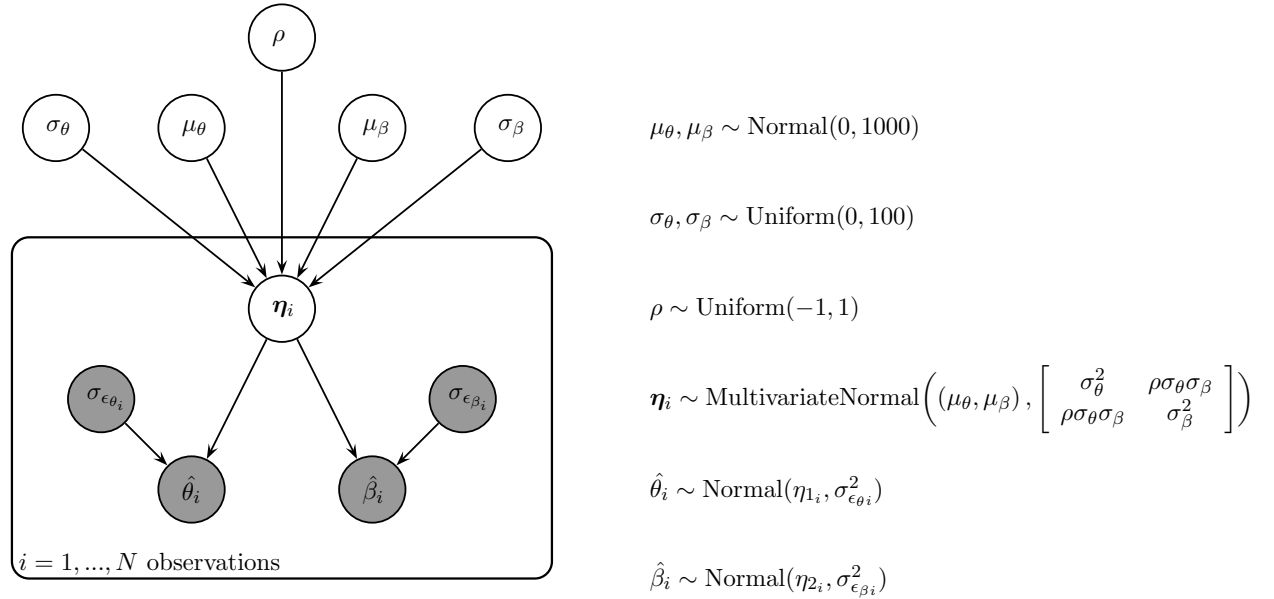 ρ
σ_θ μ_θ μ_β σ_β
η_i
σ_{ϵ_{θ_i}} σ_{ϵ_{β_i}}
θ̂_i β̂_i
i = 1, ..., N observations
μ_θ, μ_β ∼ Normal(0, 1000)
σ_θ, σ_β ∼ Uniform(0, 100)
ρ ∼ Uniform(−1, 1)
η_i ∼ MultivariateNormal((μ_θ, μ_β), [σ_θ^2 ρσ_θσ_β
ρσ_θσ_β σ_β^2])
θ̂_i ∼ Normal(η_{1_i}, σ^2_{ϵ_{θi}})
β̂_i ∼ Normal(η_{2_i}, σ^2_{ϵ_{βi}})